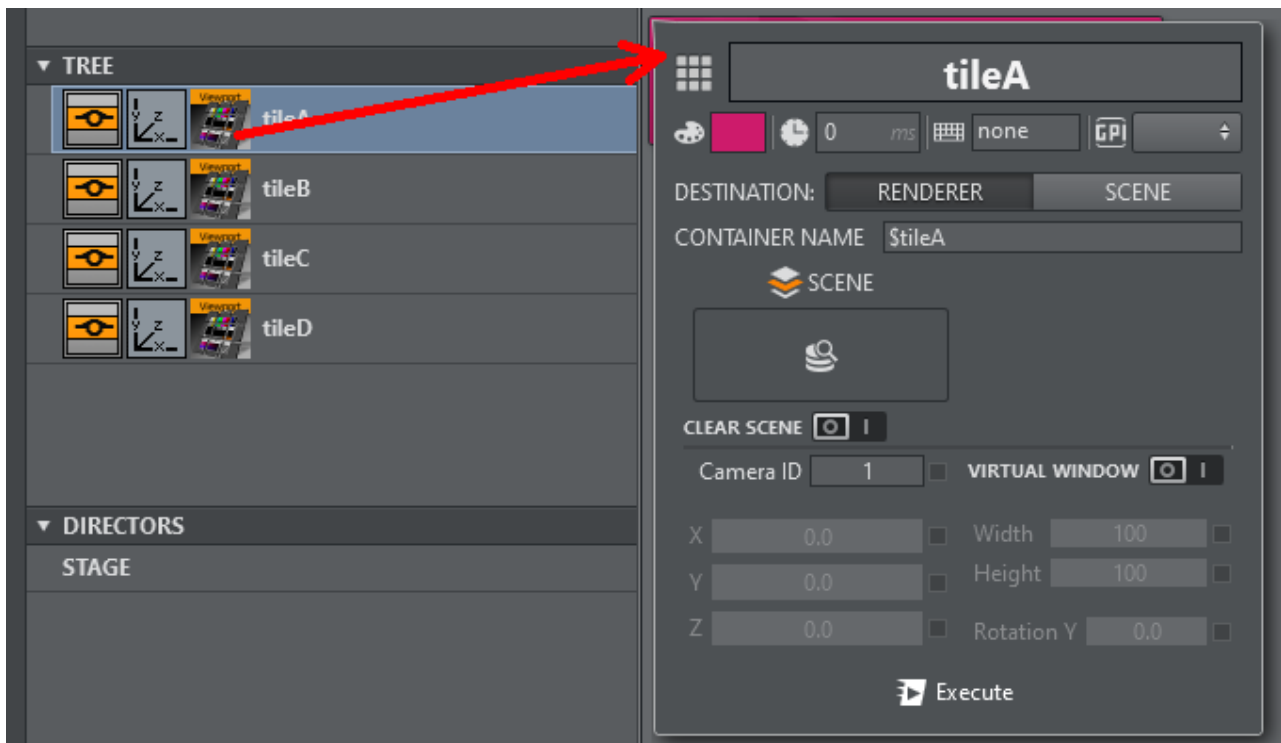 TREE
Viewport
tileA
Viewport
tileB
Viewport
tileC
Viewport
tileD
DIRECTORS
STAGE
tileA
0 ms none GPI
DESTINATION: RENDERER SCENE
CONTAINER NAME $tileA
SCENE
CLEAR SCENE O I
Camera ID 1 VIRTUAL WINDOW O I
X 0.0 Width 100
Y 0.0 Height 100
Z 0.0 Rotation Y 0.0
Execute